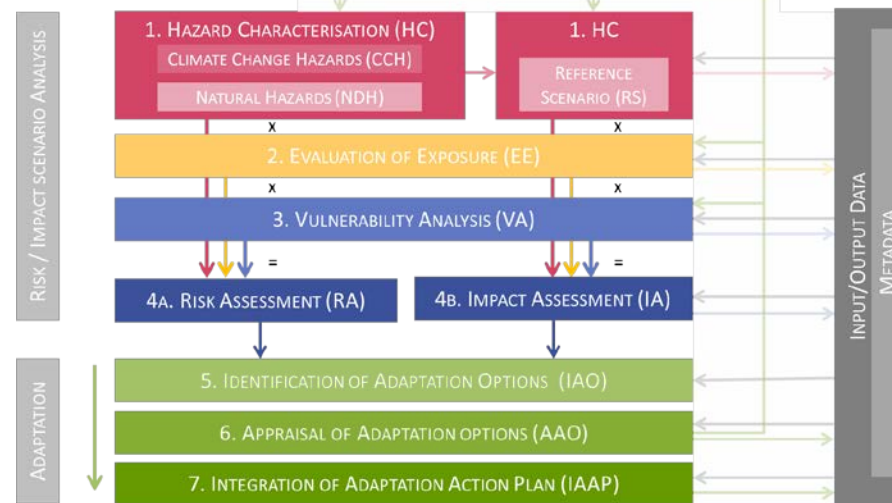 RISK / IMPACT SCENARIO ANALYSIS
1. HAZARD CHARACTERISATION (HC)
CLIMATE CHANGE HAZARDS (CCH)
NATURAL HAZARDS (NDH)
1. HC
REFERENCE
SCENARIO (RS)
x x
2. EVALUATION OF EXPOSURE (EE)
x x
3. VULNERABILITY ANALYSIS (VA)
= =
4A. RISK ASSESSMENT (RA)
4B. IMPACT ASSESSMENT (IA)
ADAPTATION
5. IDENTIFICATION OF ADAPTATION OPTIONS (IAO)
6. APPRAISAL OF ADAPTATION OPTIONS (AAO)
7. INTEGRATION OF ADAPTATION ACTION PLAN (IAAP)
INPUT/OUTPUT DATA
METADATA